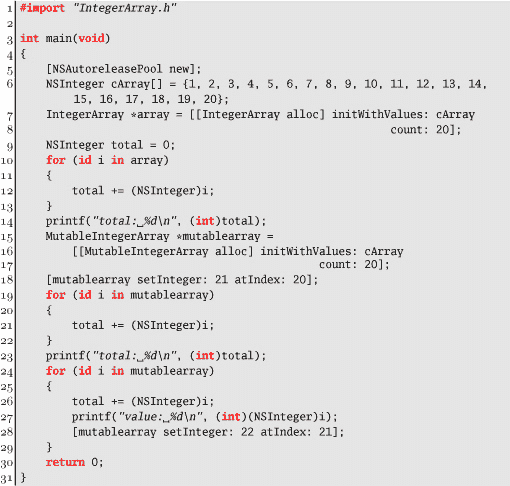 1 #import "IntegerArray.h"
2
3 int main(void)
4 {
5     [NSAutoreleasePool new];
6     NSInteger cArray[] = {1, 2, 3, 4, 5, 6, 7, 8, 9, 10, 11, 12, 13, 14,
        15, 16, 17, 18, 19, 20};
7     IntegerArray *array = [[IntegerArray alloc] initWithValues: cArray
8                                                      count: 20];
9     NSInteger total = 0;
10     for (id i in array)
11     {
12         total += (NSInteger)i;
13     }
14     printf("total:␣%d\n", (int)total);
15     MutableIntegerArray *mutablearray =
16         [[MutableIntegerArray alloc] initWithValues: cArray
17                                              count: 20];
18     [mutablearray setInteger: 21 atIndex: 20];
19     for (id i in mutablearray)
20     {
21         total += (NSInteger)i;
22     }
23     printf("total:␣%d\n", (int)total);
24     for (id i in mutablearray)
25     {
26         total += (NSInteger)i;
27         printf("value:␣%d\n", (int)(NSInteger)i);
28         [mutablearray setInteger: 22 atIndex: 21];
29     }
30     return 0;
31 }